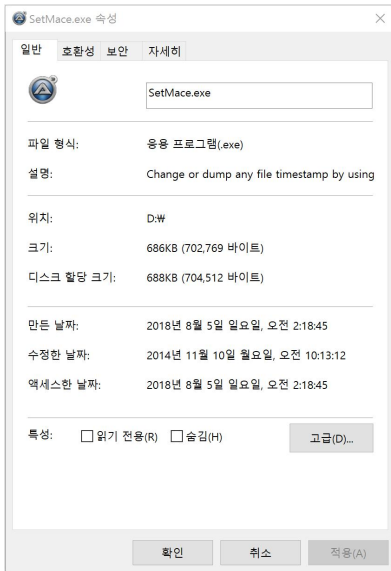 SetMace.exe 속성
일반 호환성 보안 자세히
SetMace.exe
파일 형식: 응용 프로그램(.exe)
설명: Change or dump any file timestamp by using
위치: D:₩
크기: 686KB (702,769 바이트)
디스크 할당 크기: 688KB (704,512 바이트)
만든 날짜: 2018년 8월 5일 일요일, 오전 2:18:45
수정한 날짜: 2014년 11월 10일 월요일, 오전 10:13:12
액세스한 날짜: 2018년 8월 5일 일요일, 오전 2:18:45
특성: 읽기 전용(R) 숨김(H) 고급(D)...
확인 취소 적용(A)